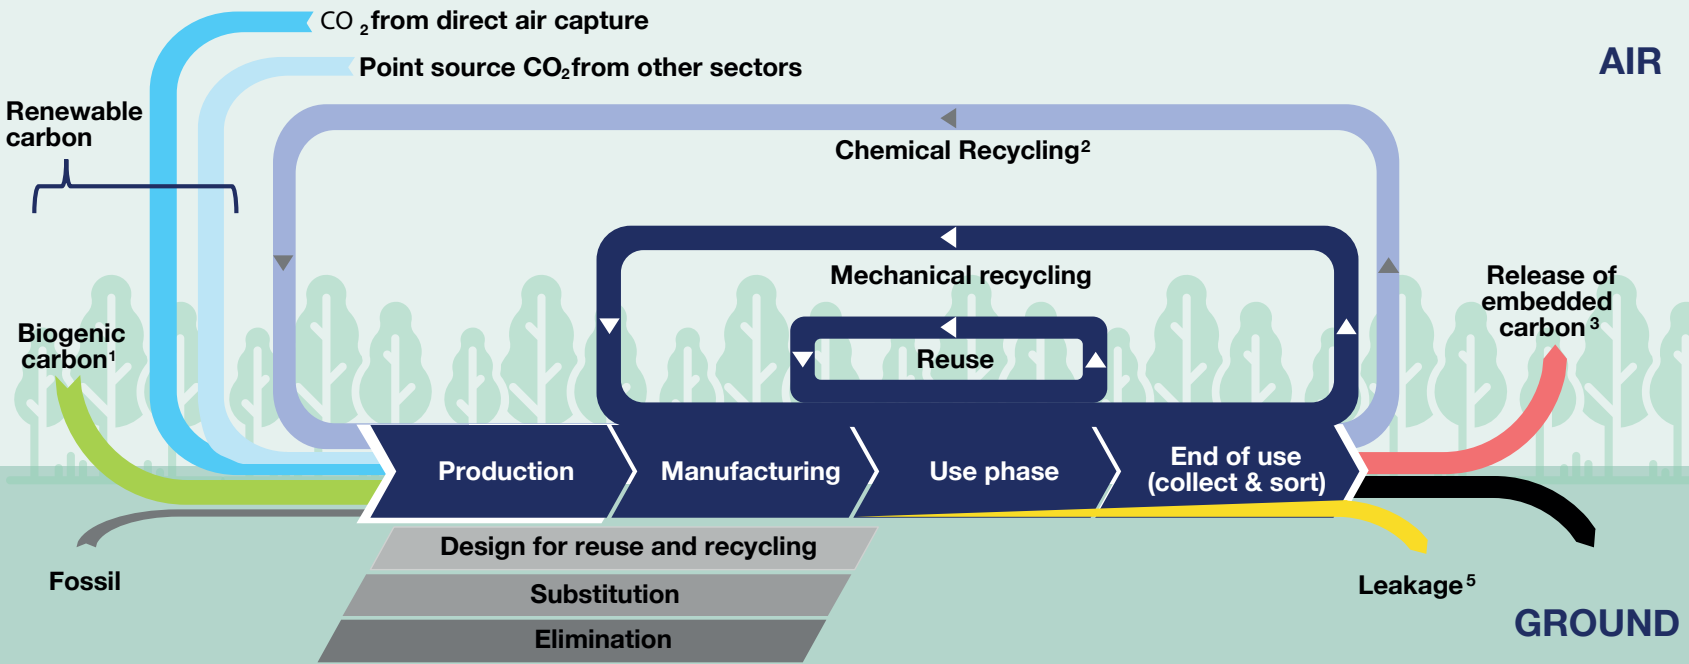 CO₂ from direct air capture
Point source CO₂ from other sectors
AIR
Renewable
carbon
Chemical Recycling²
Mechanical recycling
Reuse
Release of
embedded
carbon³
Biogenic
carbon¹
Production
Manufacturing
Use phase
End of use
(collect & sort)
Design for reuse and recycling
Substitution
Elimination
Fossil
Leakage⁵
GROUND